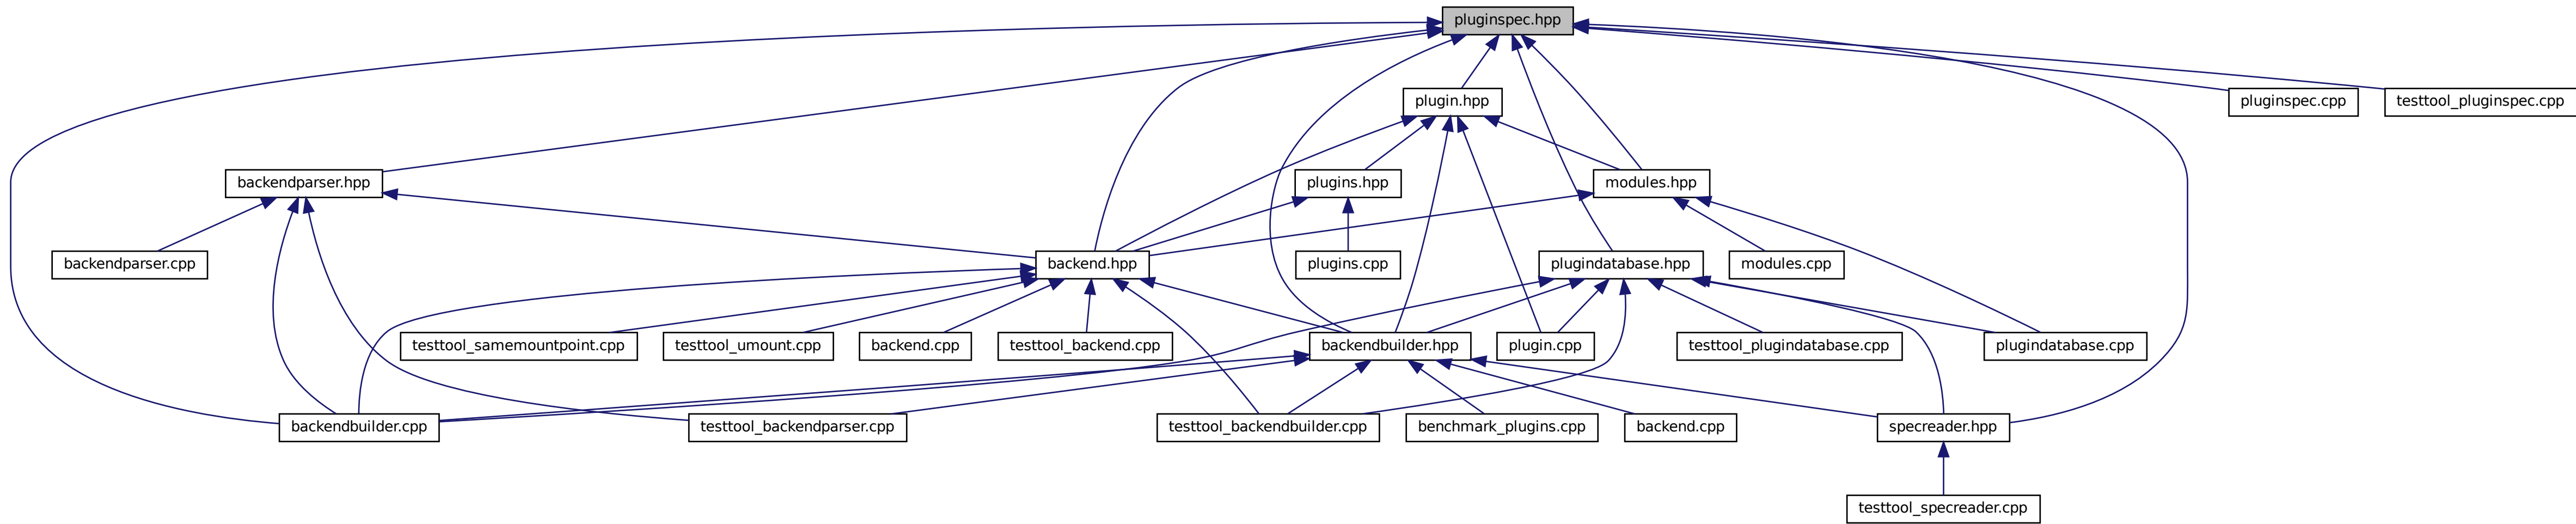 pluginspec.hpp
plugin.hpp
pluginspec.cpp
testtool_pluginspec.cpp
backendparser.hpp
plugins.hpp
modules.hpp
backendparser.cpp
backend.hpp
plugins.cpp
plugindatabase.hpp
modules.cpp
testtool_samemountpoint.cpp
testtool_umount.cpp
backend.cpp
testtool_backend.cpp
backendbuilder.hpp
plugin.cpp
testtool_plugindatabase.cpp
plugindatabase.cpp
backendbuilder.cpp
testtool_backendparser.cpp
testtool_backendbuilder.cpp
benchmark_plugins.cpp
backend.cpp
specreader.hpp
testtool_specreader.cpp